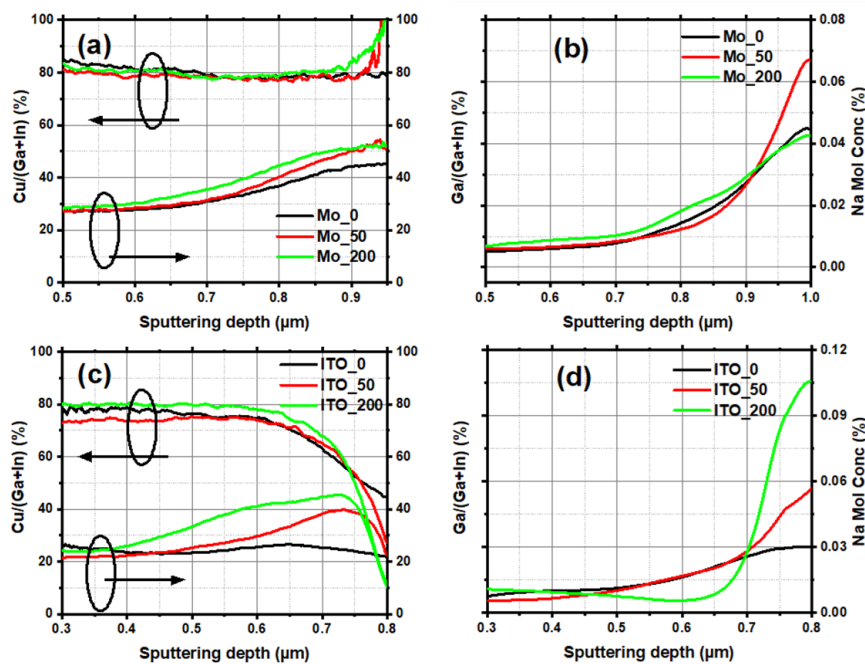 (a)
Cu/(Ga+In) (%)
100
80
60
40
20
0
100
80
60
40
20
0
Mo_0
Mo_50
Mo_200
0.5 0.6 0.7 0.8 0.9
Sputtering depth (µm)
(b)
Ga/(Ga+In) (%)
Mo_0
Mo_50
Mo_200
0.08
0.06
0.04
0.02
0.00
Na Mol Conc (%)
0.5 0.6 0.7 0.8 0.9 1.0
Sputtering depth (µm)
(c)
Cu/(Ga+In) (%)
100
80
60
40
20
0
ITO_0
ITO_50
ITO_200
100
80
60
40
20
0
0.3 0.4 0.5 0.6 0.7 0.8
Sputtering depth (µm)
(d)
Ga/(Ga+In) (%)
ITO_0
ITO_50
ITO_200
0.12
0.09
0.06
0.03
0.00
Na Mol Conc (%)
0.3 0.4 0.5 0.6 0.7 0.8
Sputtering depth (µm)